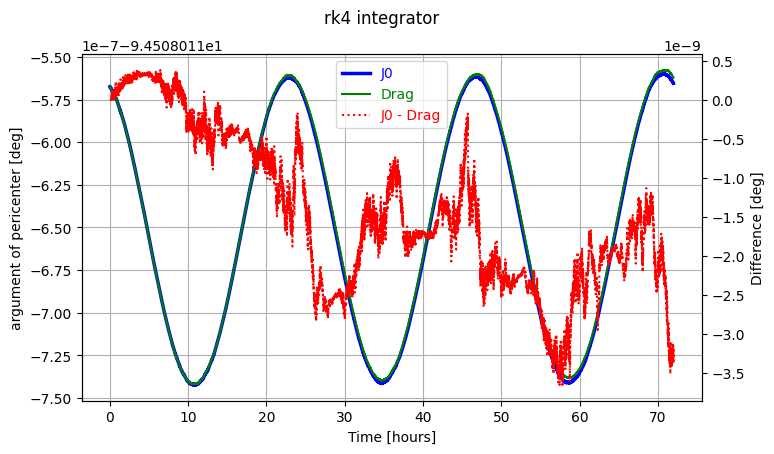 rk4 integrator
1e−7−9.4508011e1
1e−9
−5.50
−5.75
−6.00
−6.25
−6.50
−6.75
−7.00
−7.25
−7.50
argument of pericenter [deg]
J0
Drag
J0 - Drag
0.5
0.0
−0.5
−1.0
−1.5
−2.0
−2.5
−3.0
−3.5
Difference [deg]
0 10 20 30 40 50 60 70
Time [hours]